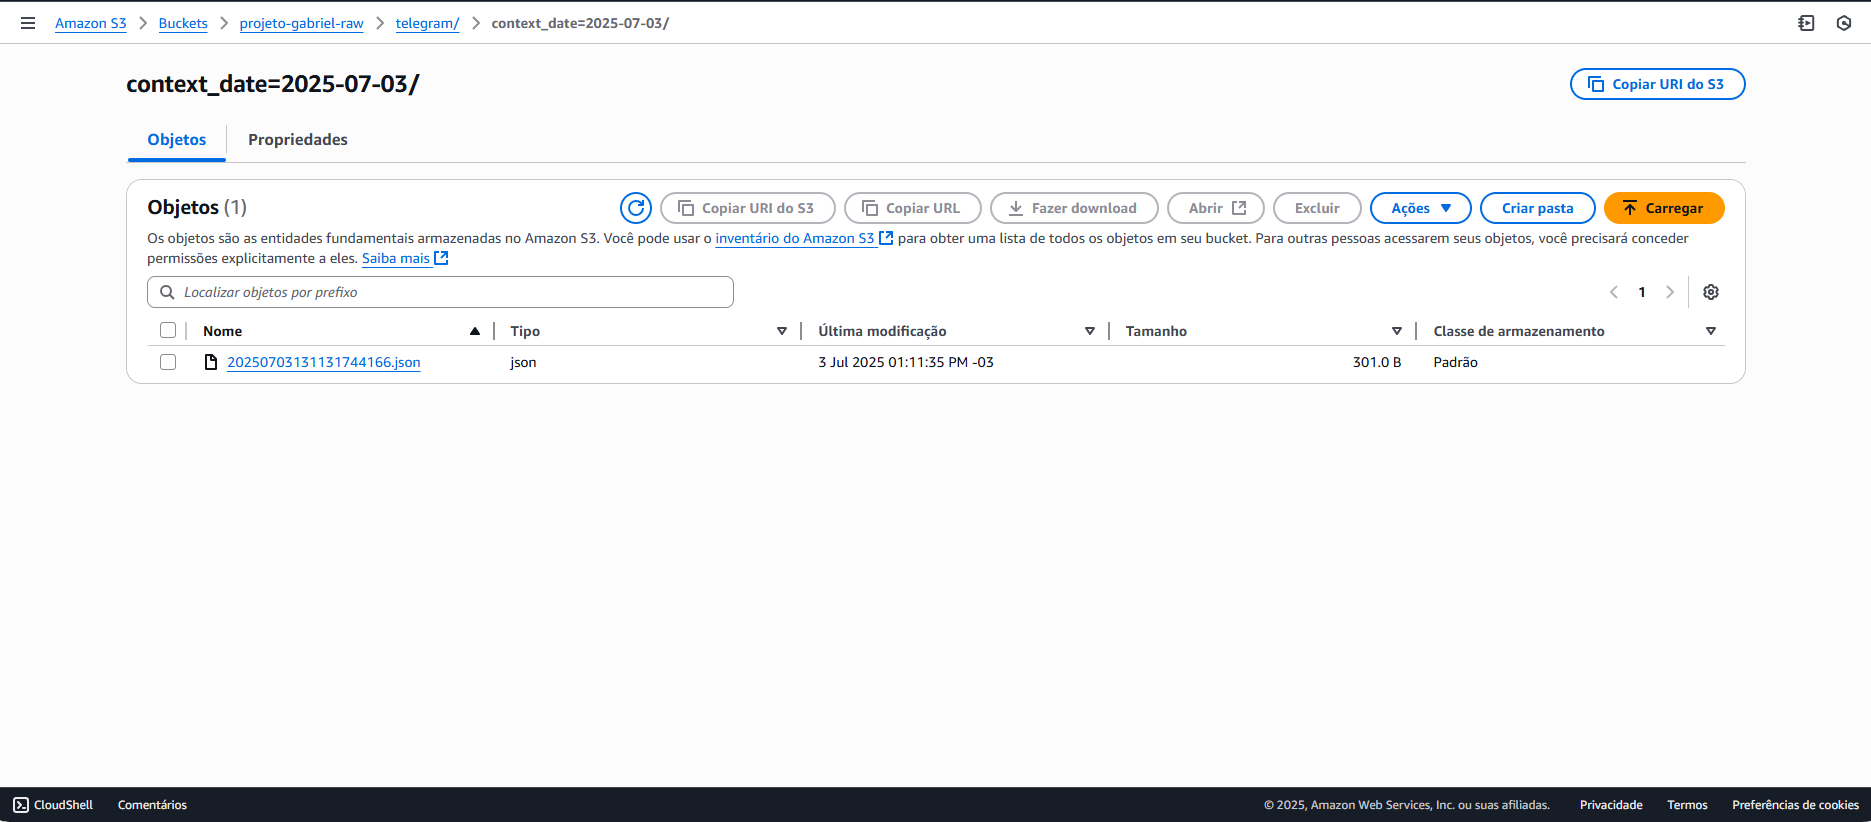 Amazon S3 > Buckets > projeto-gabriel-raw > telegram/ > context_date=2025-07-03/
context_date=2025-07-03/
Copiar URI do S3
Objetos
Propriedades
Objetos (1)
Copiar URI do S3
Copiar URL
Fazer download
Abrir
Excluir
Ações
Criar pasta
Carregar
Os objetos são as entidades fundamentais armazenadas no Amazon S3. Você pode usar o inventário do Amazon S3 para obter uma lista de todos os objetos em seu bucket. Para outras pessoas acessarem seus objetos, você precisará conceder
permissões explicitamente a eles. Saiba mais
Localizar objetos por prefixo
1
Nome Tipo Última modificação Tamanho Classe de armazenamento
20250703131131744166.json json 3 Jul 2025 01:11:35 PM -03 301.0 B Padrão
CloudShell Comentários © 2025, Amazon Web Services, Inc. ou suas afiliadas. Privacidade Termos Preferências de cookies